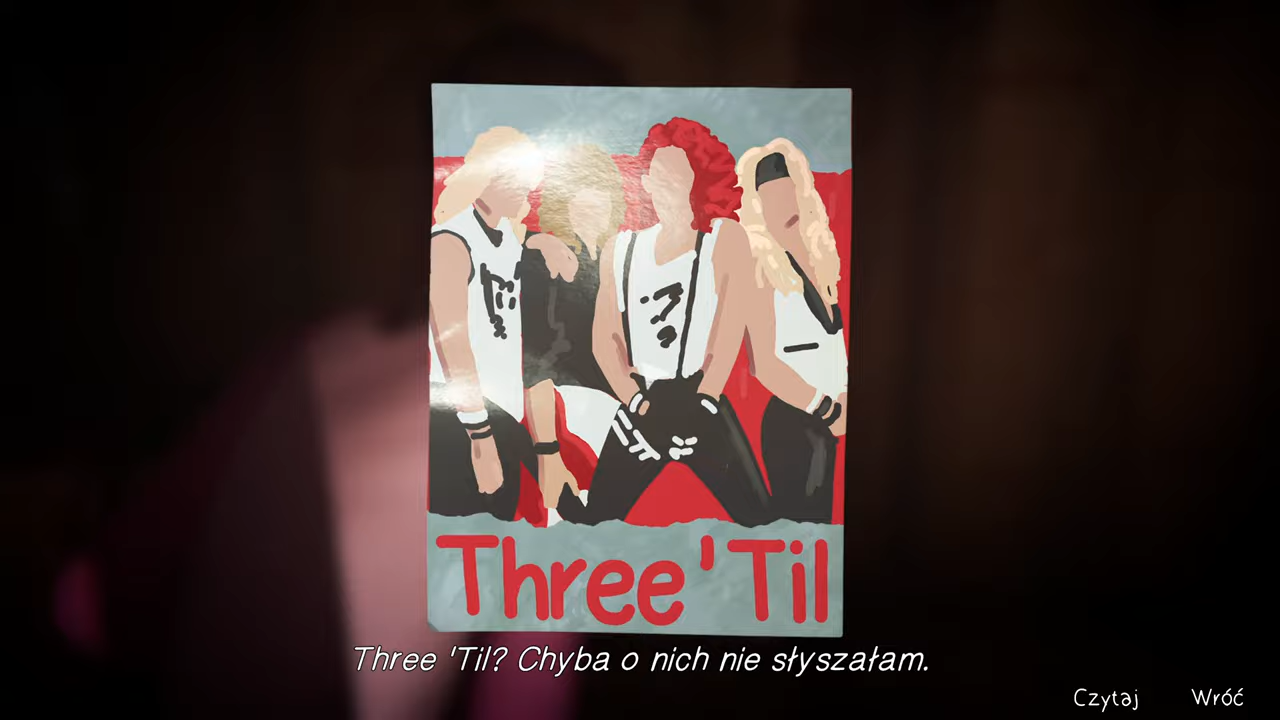 Three 'Til
Three 'Til? Chyba o nich nie słyszałam.
Czytaj Wróć